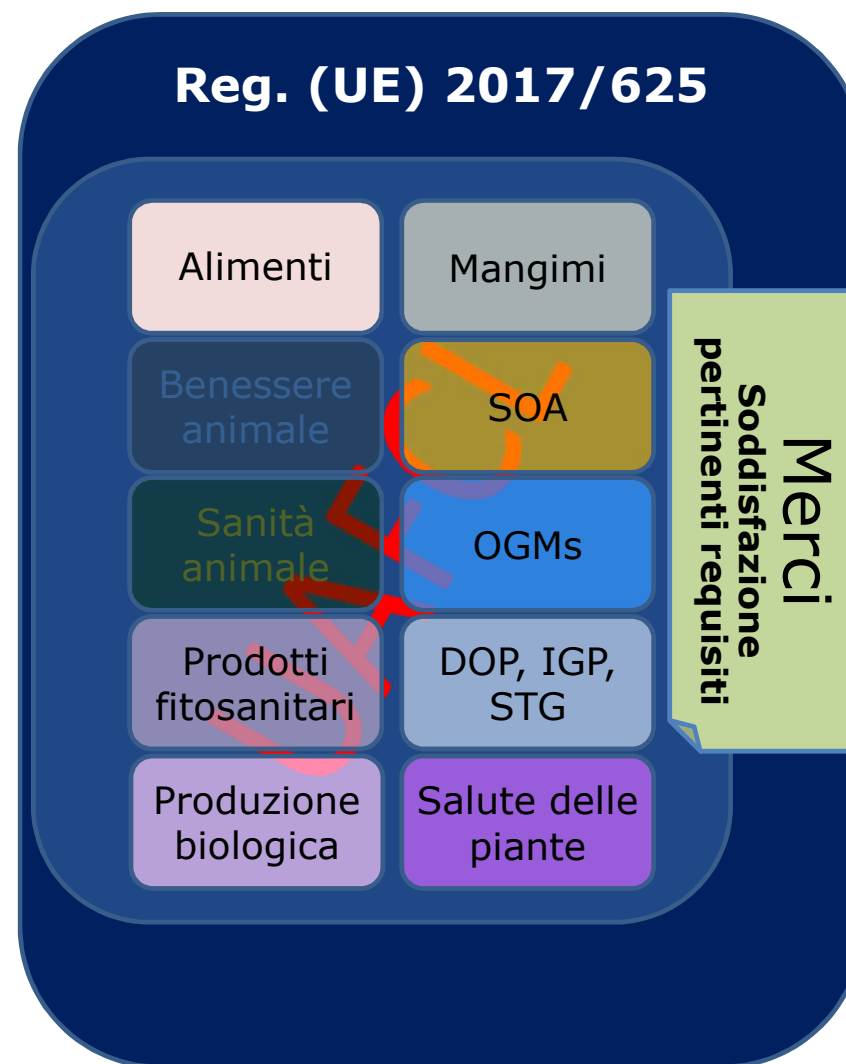 Reg. (UE) 2017/625
Alimenti
Mangimi
Benessere
animale
SOA
Sanità
animale
OGMs
Prodotti
fitosanitari
DOP, IGP,
STG
Produzione
biologica
Salute delle
piante
Merci
Soddisfazione
pertinenti requisiti